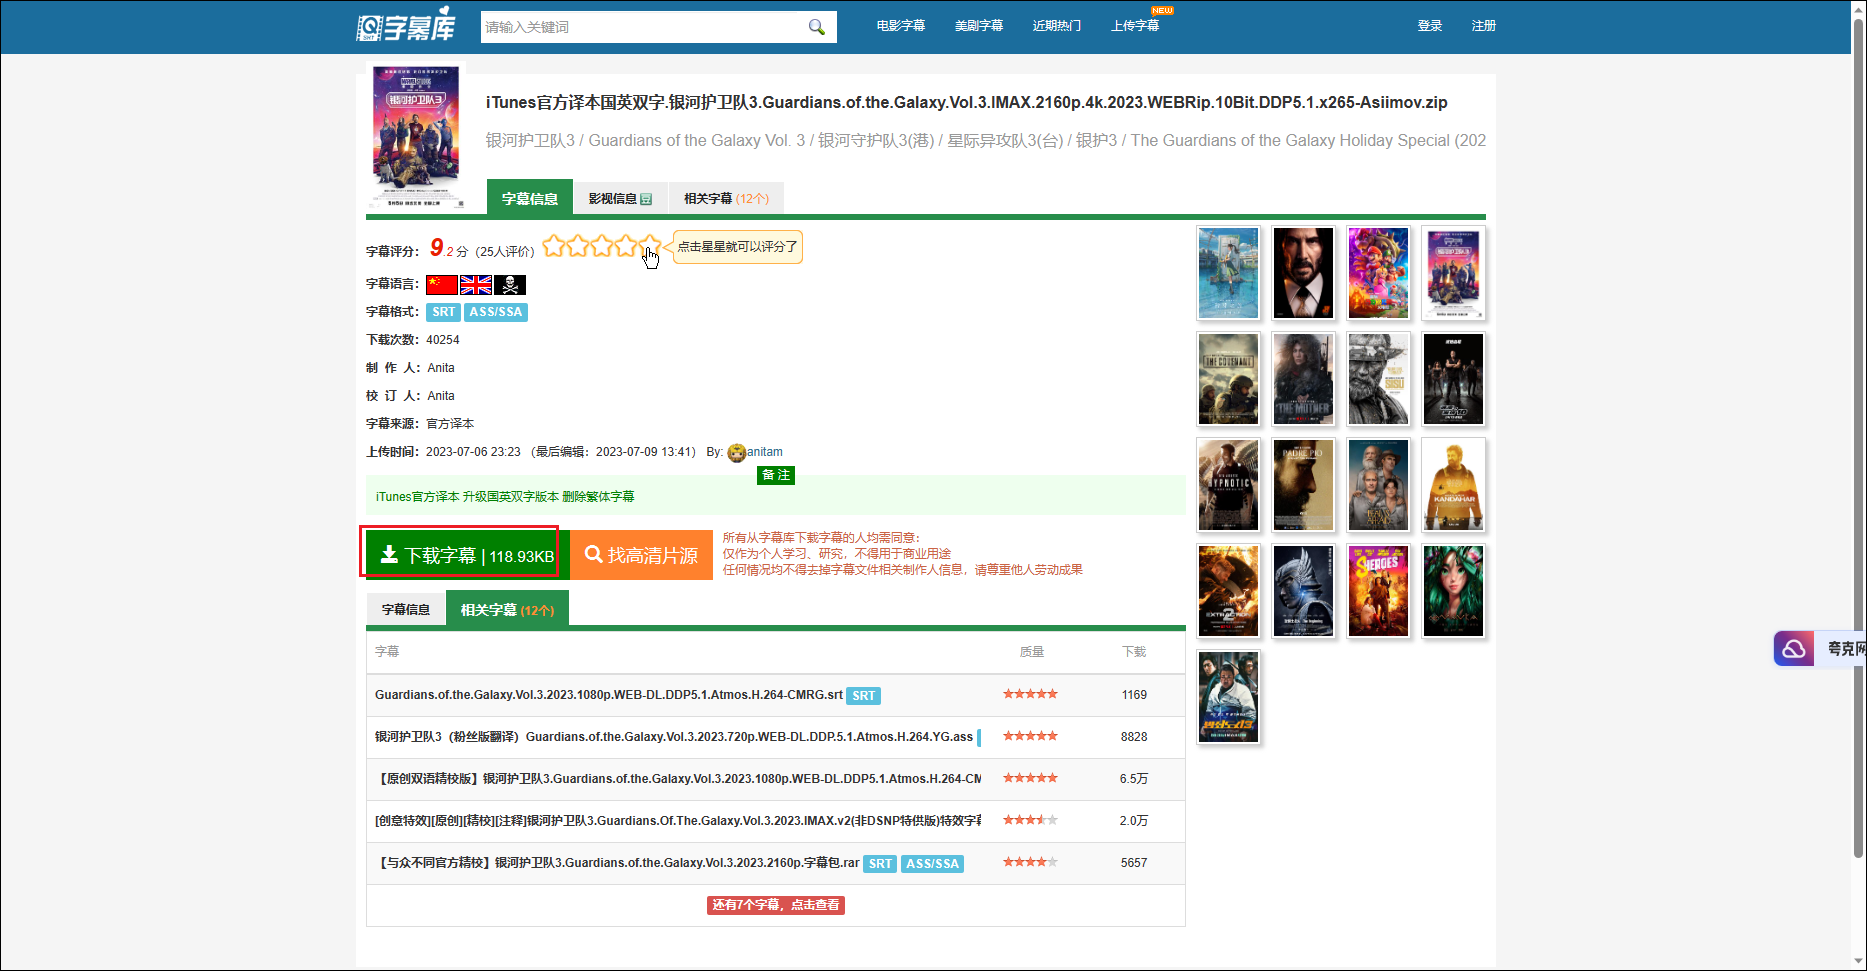 字幕库
请输入关键词
电影字幕 美剧字幕 近期热门 上传字幕 NEW
登录 注册
iTunes官方译本国英双字.银河护卫队3.Guardians.of.the.Galaxy.Vol.3.IMAX.2160p.4k.2023.WEBRip.10Bit.DDP5.1.x265-Asiimov.zip
银河护卫队3 / Guardians of the Galaxy Vol. 3 / 银河守护队3(港) / 星际异攻队3(台) / 银护3 / The Guardians of the Galaxy Holiday Special (202
字幕信息 影视信息 豆 相关字幕 (12个)
字幕评分： 9.2 分 （25人评价） 点击星星就可以评分了
字幕语言：
字幕格式： SRT ASS/SSA
下载次数： 40254
制 作 人： Anita
校 订 人： Anita
字幕来源： 官方译本
上传时间： 2023-07-06 23:23 （最后编辑：2023-07-09 13:41） By: anitam
备 注
iTunes官方译本 升级国英双字版本 删除繁体字幕
下载字幕 | 118.93KB 找高清片源
所有从字幕库下载字幕的人均需同意：
仅作为个人学习、研究，不得用于商业用途
任何情况均不得去掉字幕文件相关制作人信息，请尊重他人劳动成果
字幕信息 相关字幕 (12个)
字幕 质量 下载
Guardians.of.the.Galaxy.Vol.3.2023.1080p.WEB-DL.DDP5.1.Atmos.H.264-CMRG.srt SRT 1169
银河护卫队3（粉丝版翻译）Guardians.of.the.Galaxy.Vol.3.2023.720p.WEB-DL.DDP.5.1.Atmos.H.264.YG.ass 8828
【原创双语精校版】银河护卫队3.Guardians.of.the.Galaxy.Vol.3.2023.1080p.WEB-DL.DDP5.1.Atmos.H.264-CM 6.5万
[创意特效][原创][精校][注释]银河护卫队3.Guardians.Of.The.Galaxy.Vol.3.2023.IMAX.v2(非DSNP特供版)特效字幕 2.0万
【与众不同官方精校】银河护卫队3.Guardians.of.the.Galaxy.Vol.3.2023.2160p.字幕包.rar SRT ASS/SSA 5657
还有7个字幕，点击查看
银河护卫队3
THE COVENANT
THE MOTHER
SISU
HYPNOTIC
PADRE PIO
KANDAHAR
EXTRACTION 2
SHEROES
夸克网